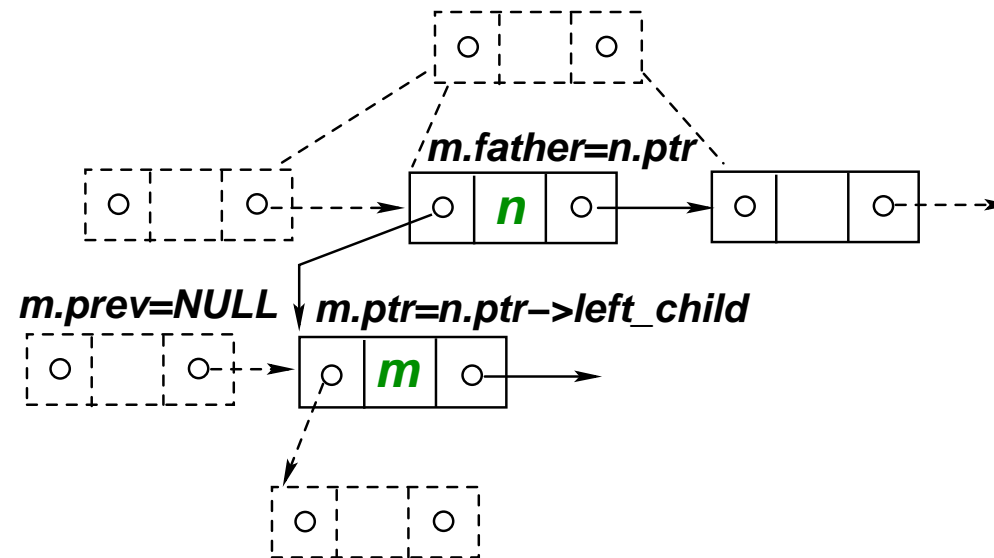 m.father=n.ptr
n
m.prev=NULL
m.ptr=n.ptr−>left_child
m